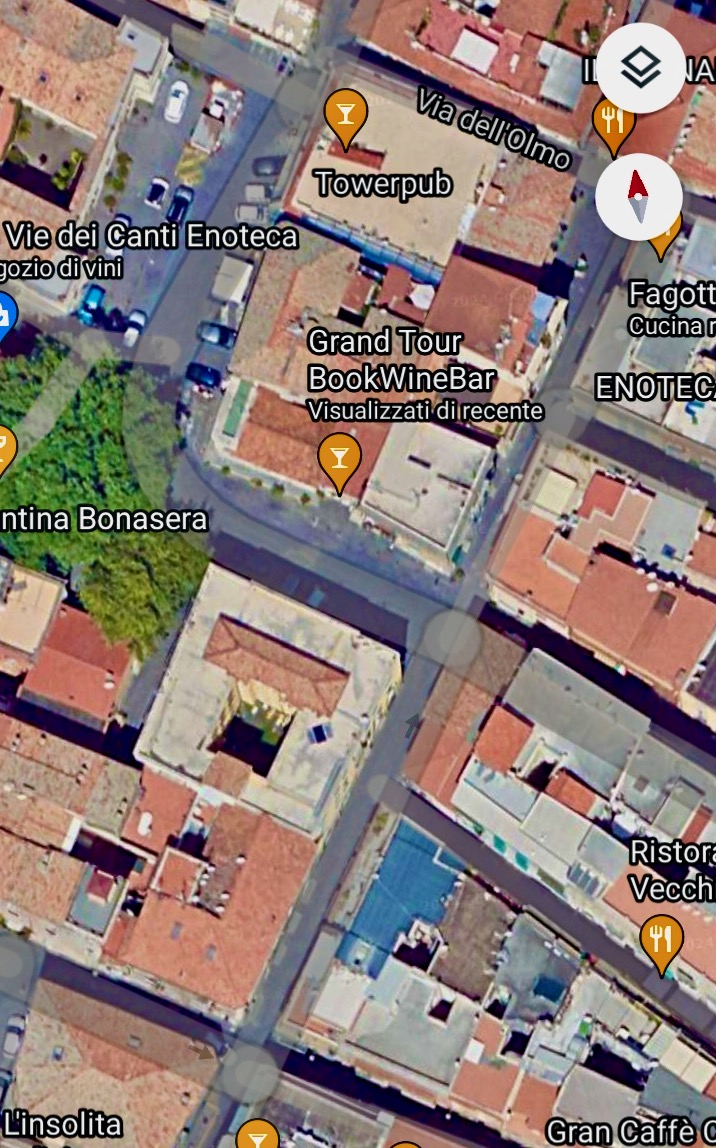 Via dell'Olmo
Towerpub
Vie dei Canti Enoteca
gozio di vini
Fagott
Cucina r
Grand Tour
BookWineBar
Visualizzati di recente
ENOTECA
ntina Bonasera
Ristora
Vecch
L'insolita
Gran Caffè